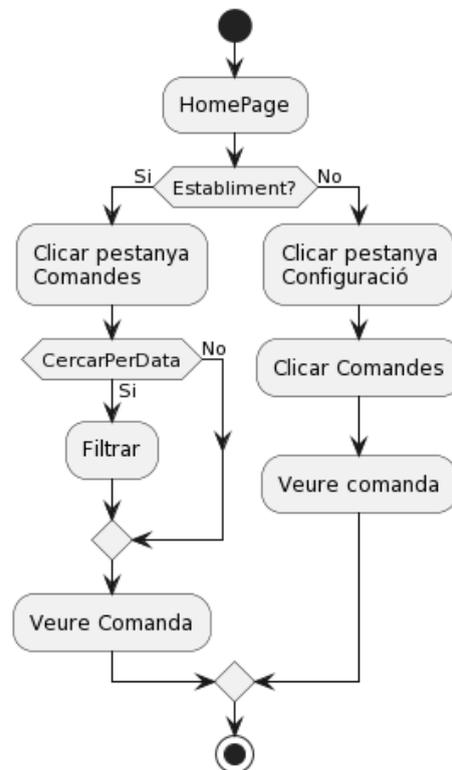 HomePage
Si
Establiment?
No
Clicar pestanya
Comandes
Clicar pestanya
Configuració
CercarPerData
No
Si
Clicar Comandes
Filtrar
Veure comanda
Veure Comanda